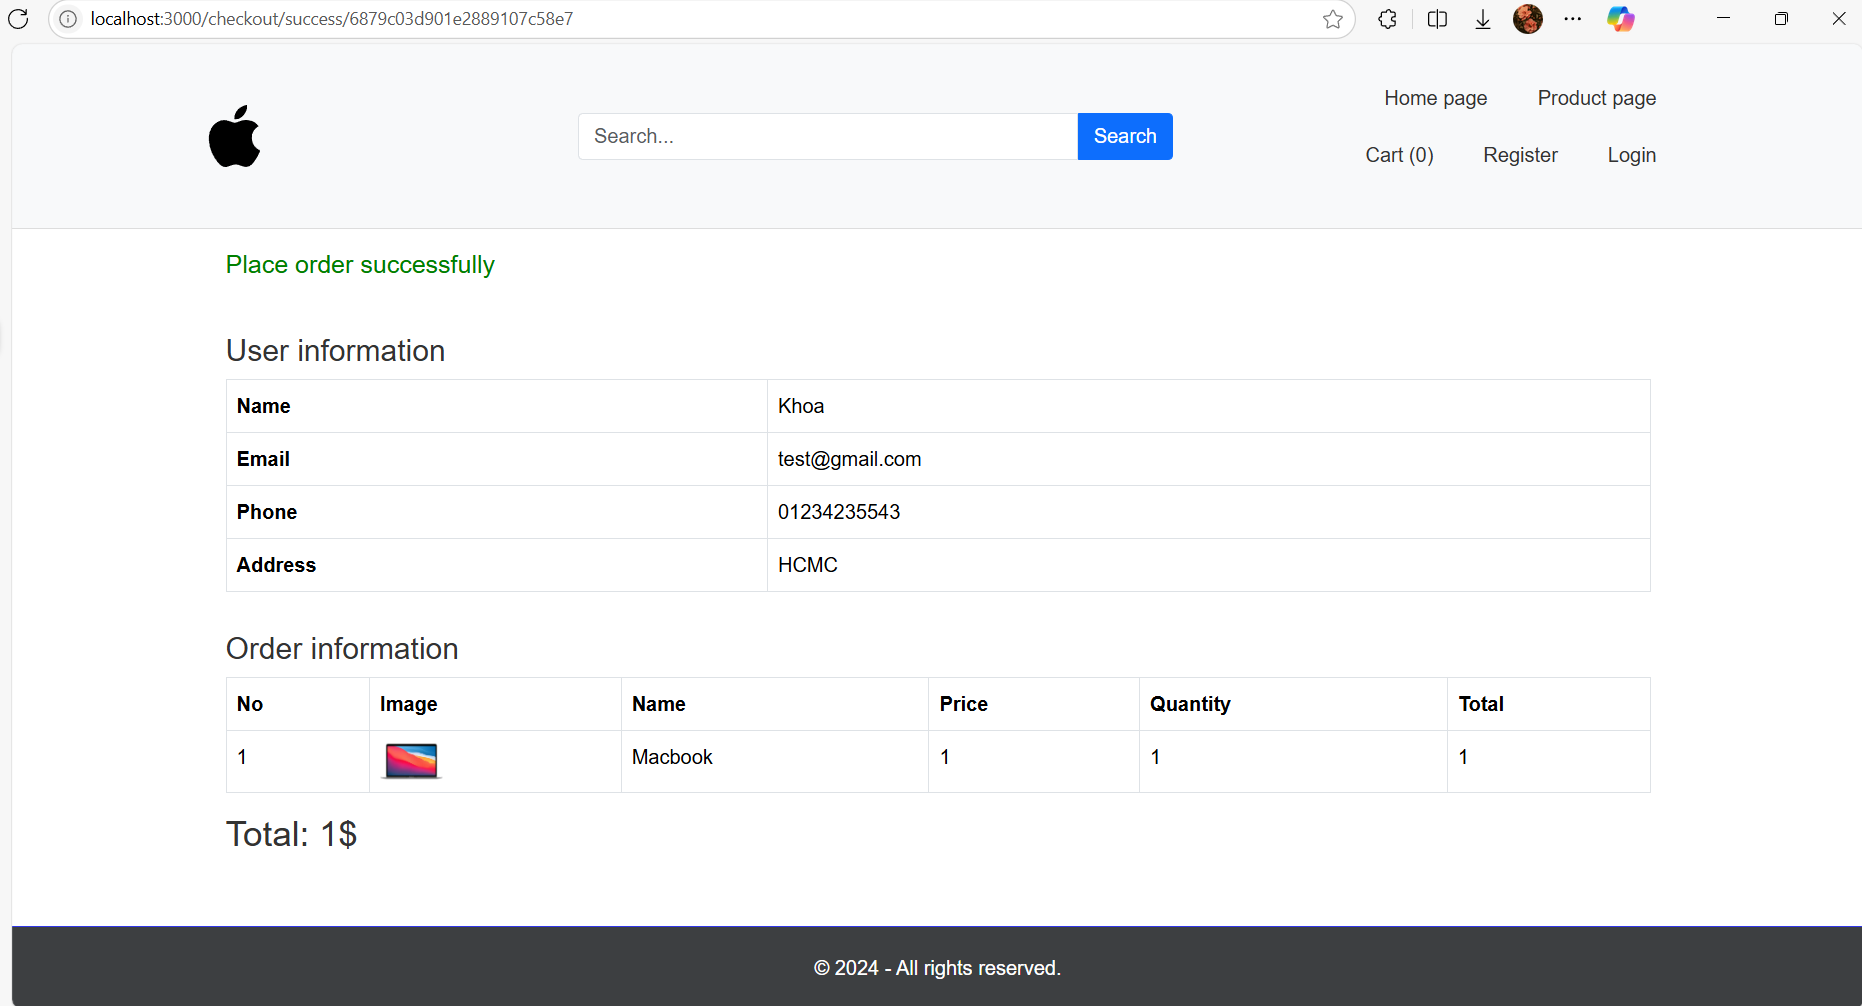 localhost:3000/checkout/success/6879c03d901e2889107c58e7
Search...
Search
Home page Product page
Cart (0) Register Login
Place order successfully
User information
Name Khoa
Email test@gmail.com
Phone 01234235543
Address HCMC
Order information
No Image Name Price Quantity Total
1 Macbook 1 1 1
Total: 1$
© 2024 - All rights reserved.